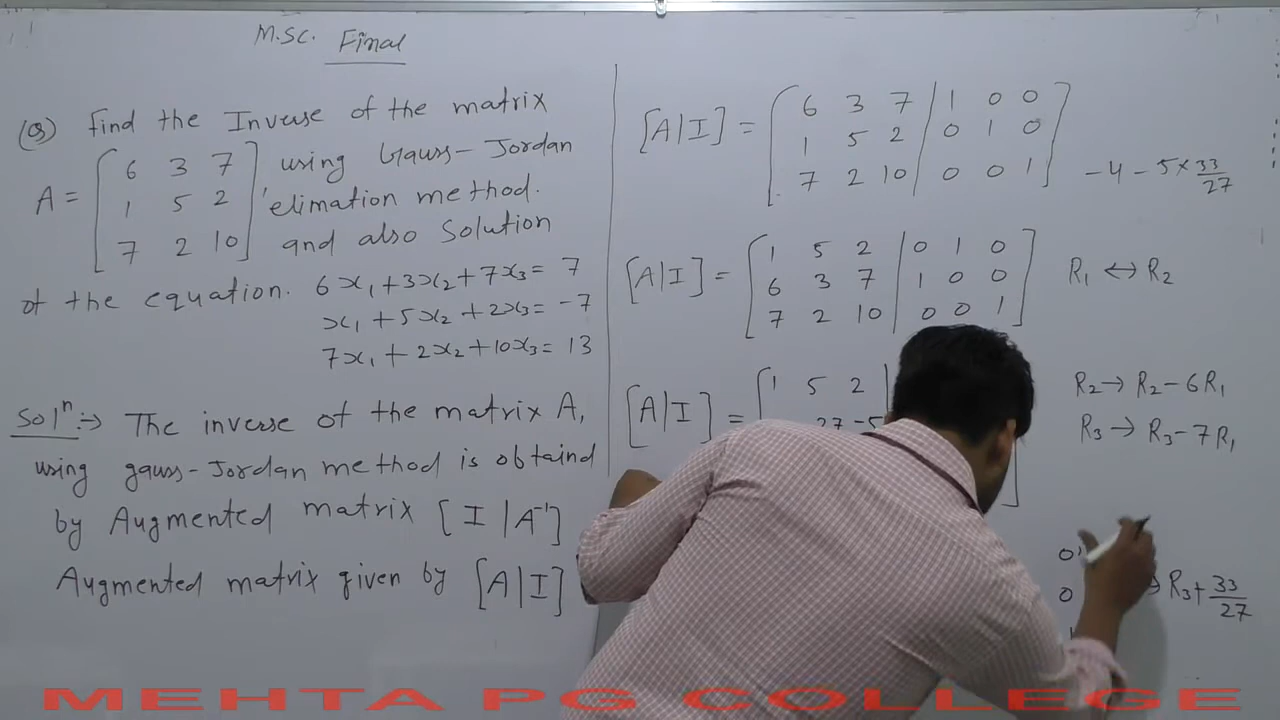 M.Sc. Final
(Q) Find the Inverse of the matrix
A = [ 6 3 7 ] using Gauss-Jordan
1 5 2 , elimation method.
7 2 10 and also solution
of the equation. 6x₁+3x₂+7x₃= 7
x₁+5x₂+2x₃= -7
7x₁+2x₂+10x₃= 13
Solⁿ:→ The inverse of the matrix A,
using gauss-Jordan method is obtaind
by Augmented matrix [I|A⁻¹]
Augmented matrix given by [A|I]
[A|I] = [ 6 3 7 | 1 0 0 ]
1 5 2 | 0 1 0
7 2 10 | 0 0 1
-4-5×33/27
[A|I] = [ 1 5 2 | 0 1 0 ] R₁ ↔ R₂
6 3 7 | 1 0 0
7 2 10 | 0 0 1
[A|I] = [ 1 5 2 | R₂→R₂-6R₁
27 -5 R₃→R₃-7R₁
0
0 R₃+33/27
MEHTA PG COLLEGE